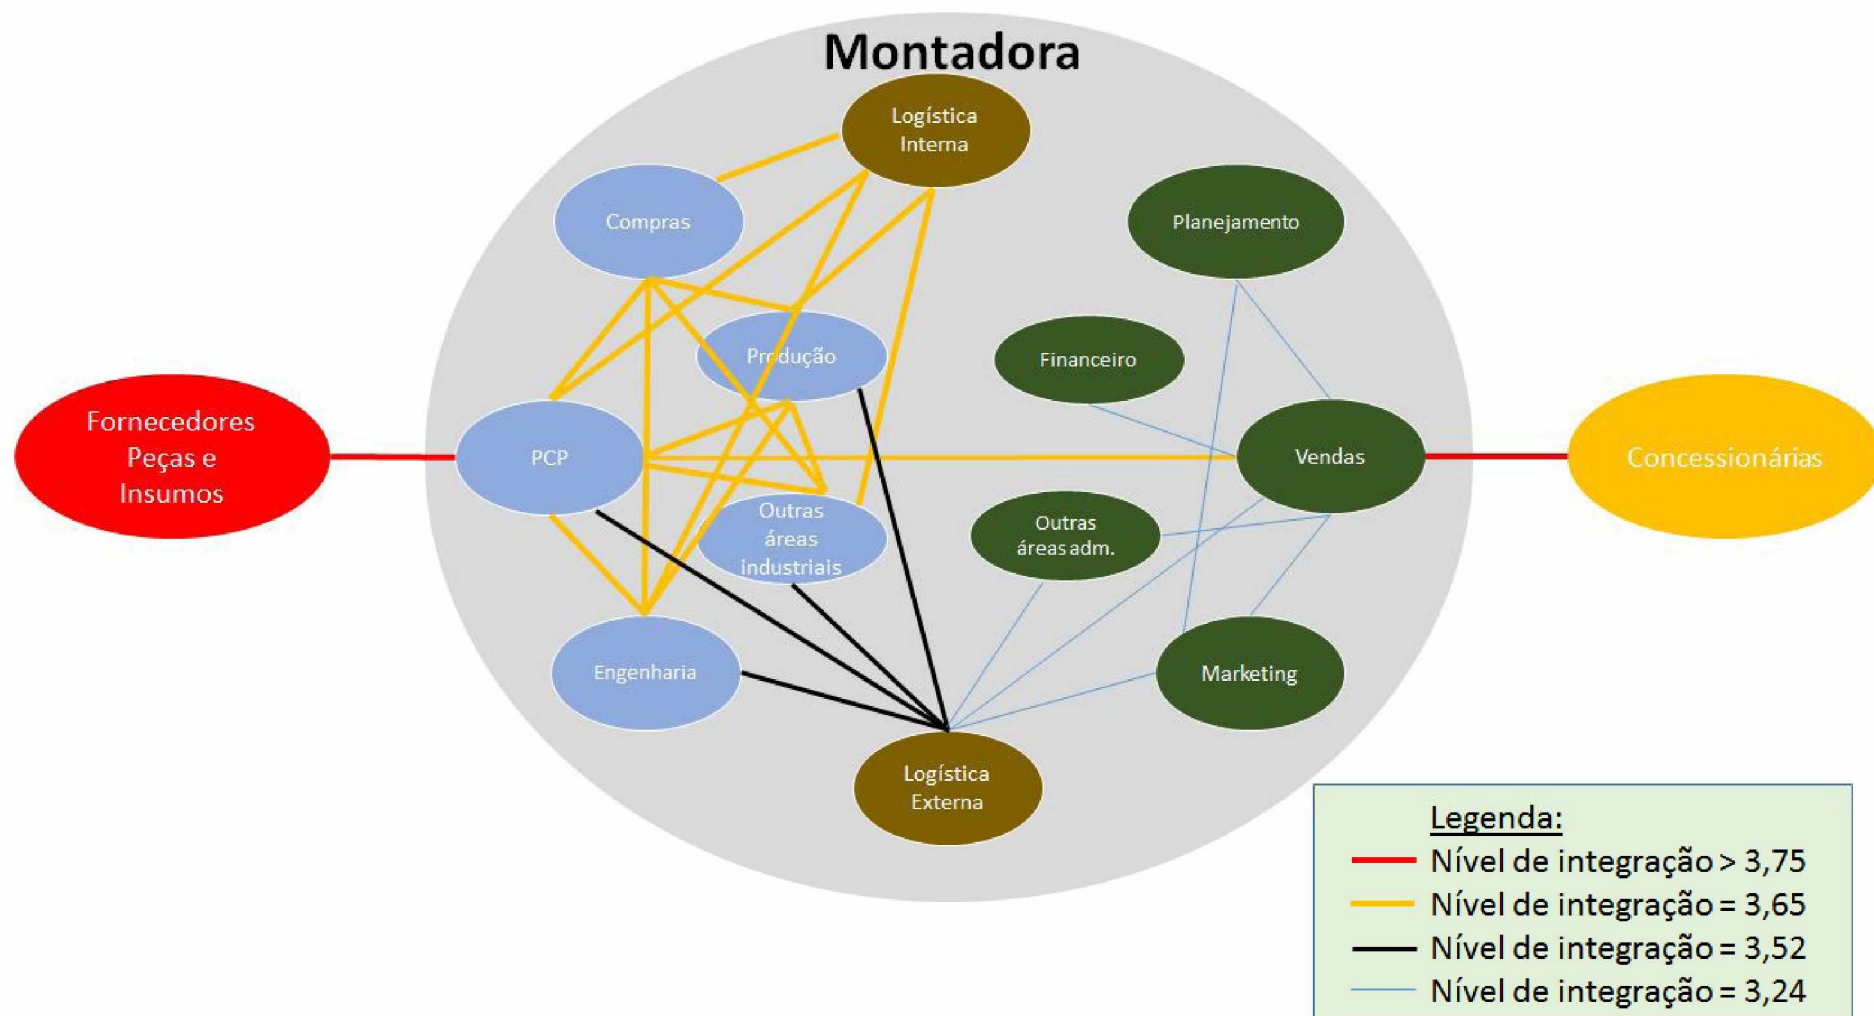 Montadora
Logística
Interna
Compras
Planejamento
Produção
Financeiro
Fornecedores
Peças e
Insumos
PCP
Vendas
Concessionárias
Outras
áreas
industriais
Outras
áreas adm.
Engenharia
Marketing
Logística
Externa
Legenda:
Nível de integração > 3,75
Nível de integração = 3,65
Nível de integração = 3,52
Nível de integração = 3,24